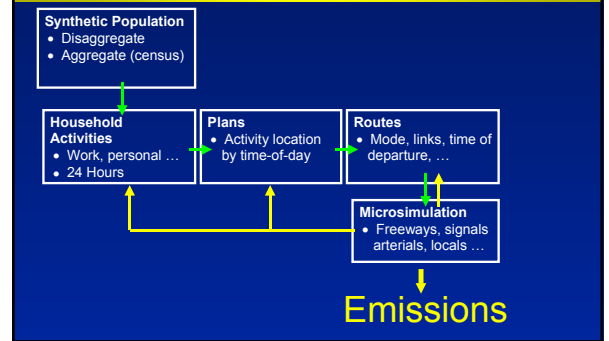 Synthetic Population
• Disaggregate
• Aggregate (census)
Household
Activities
• Work, personal …
• 24 Hours
Plans
• Activity location
by time-of-day
Routes
• Mode, links, time of
departure, …
Microsimulation
• Freeways, signals
arterials, locals …
Emissions